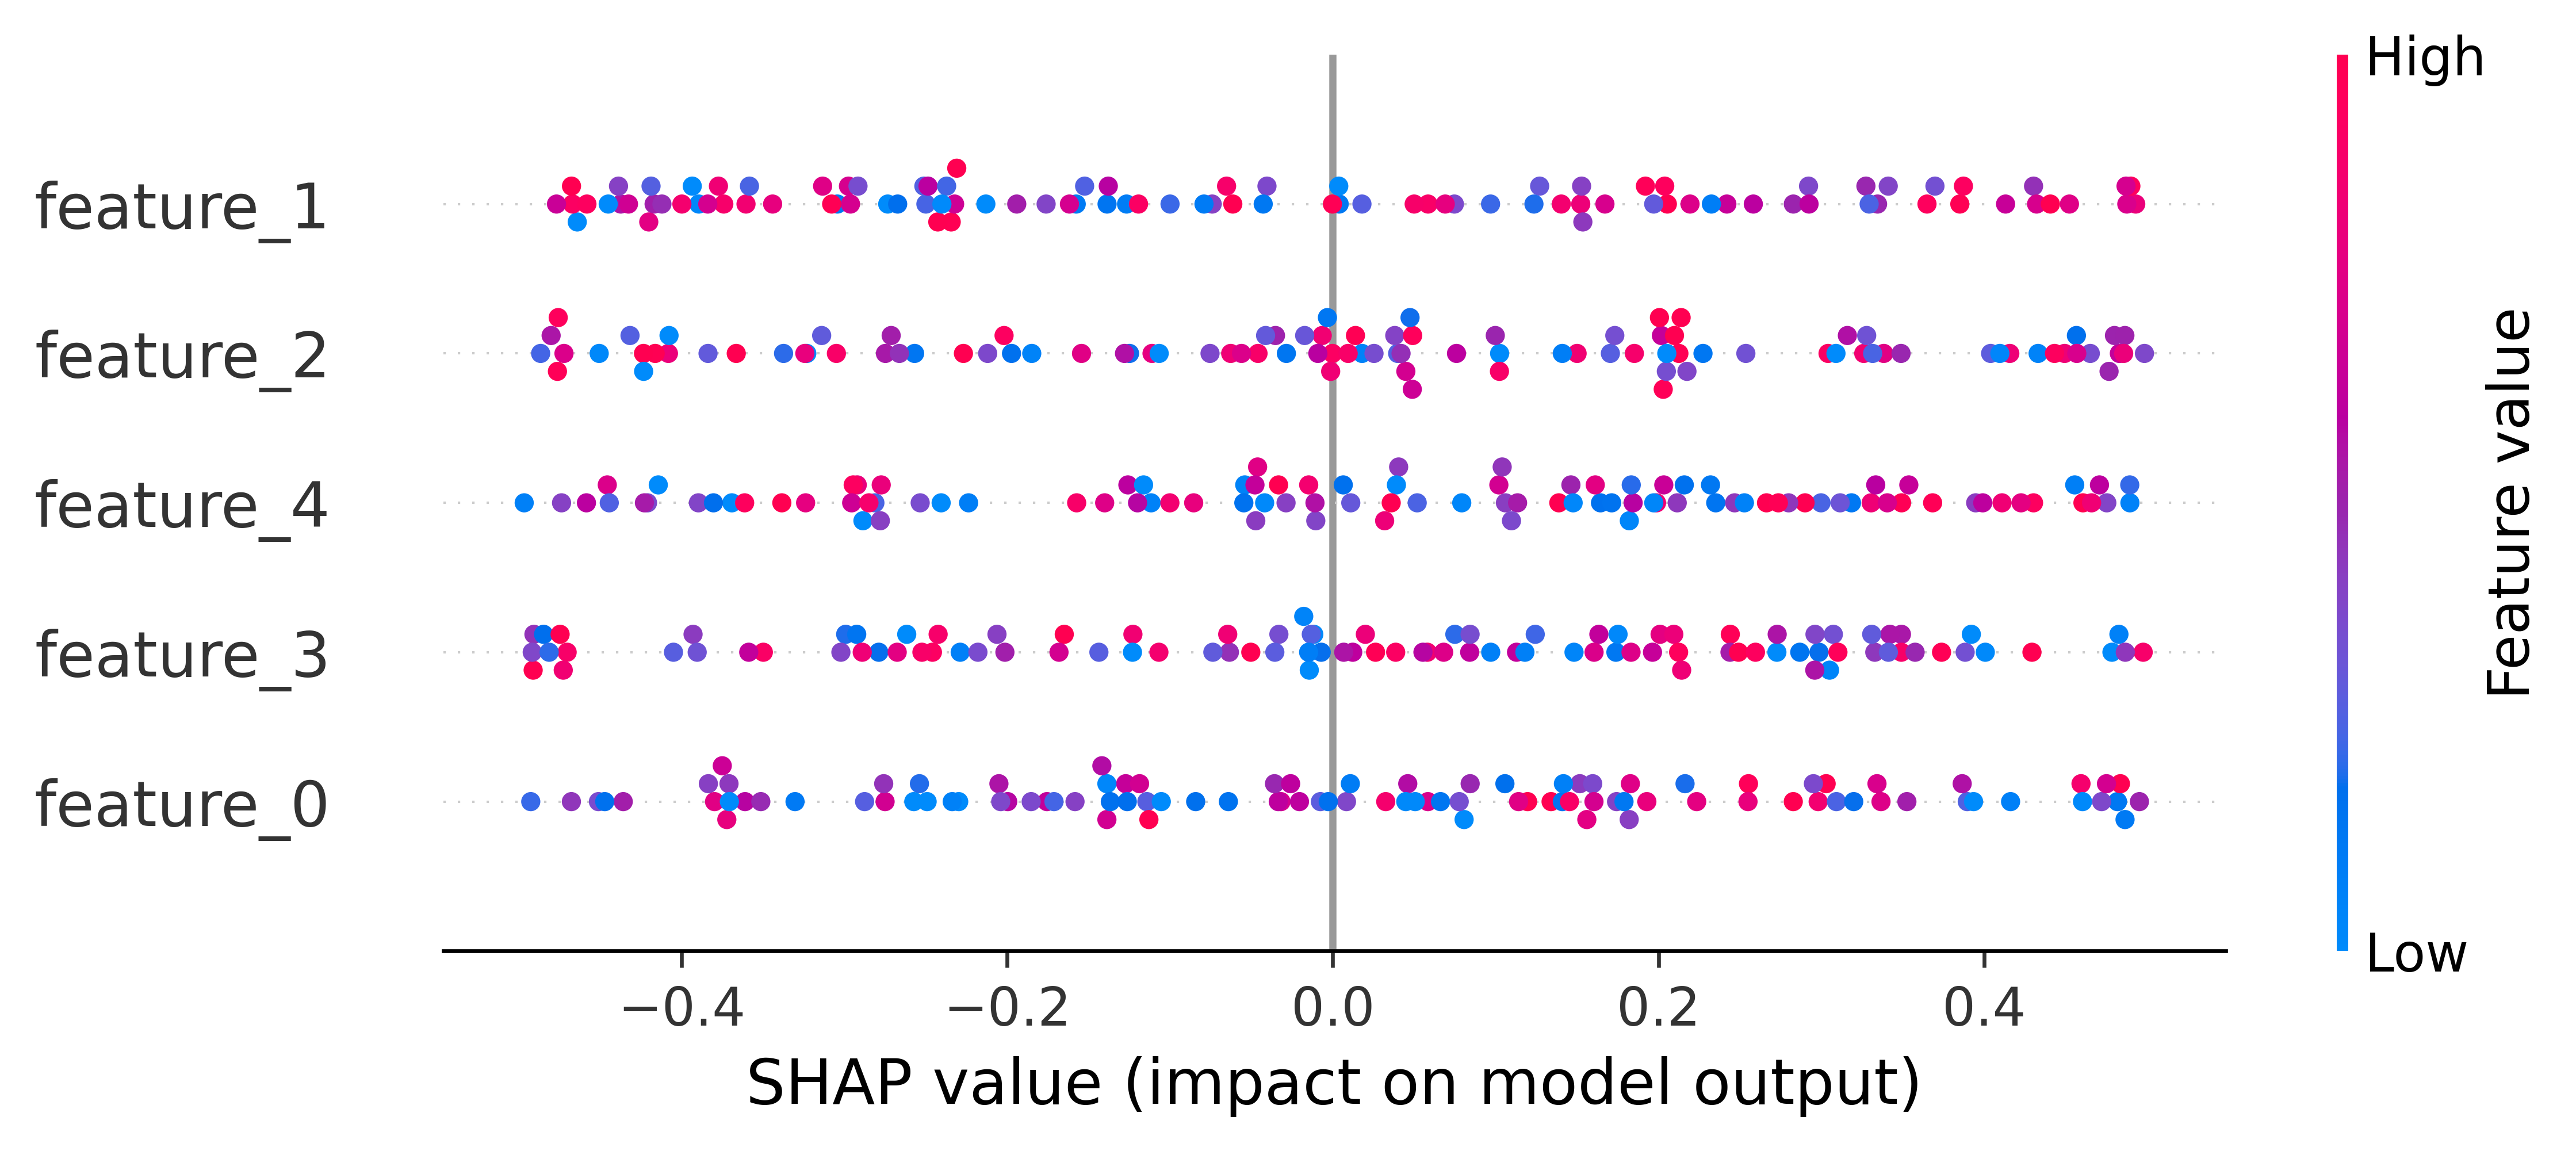 High
feature_1
feature_2
feature_4
feature_3
feature_0
Feature value
Low
−0.4 −0.2 0.0 0.2 0.4
SHAP value (impact on model output)